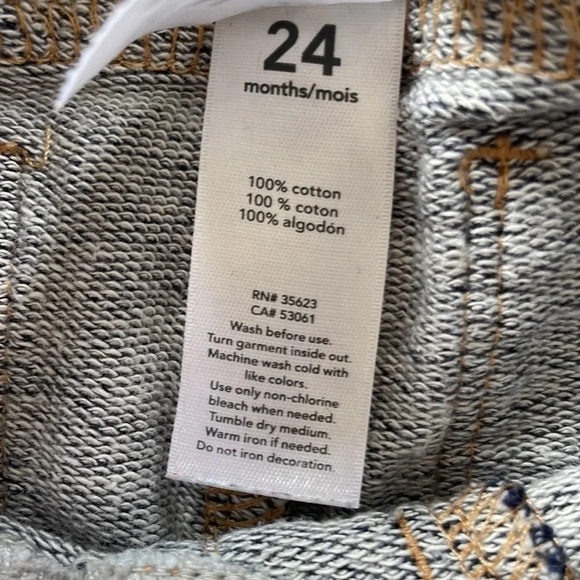 24
months/mois
100% cotton
100 % coton
100% algodón
RN# 35623
CA# 53061
Wash before use.
Turn garment inside out.
Machine wash cold with
like colors.
Use only non-chlorine
bleach when needed.
Tumble dry medium.
Warm iron if needed.
Do not iron decoration.